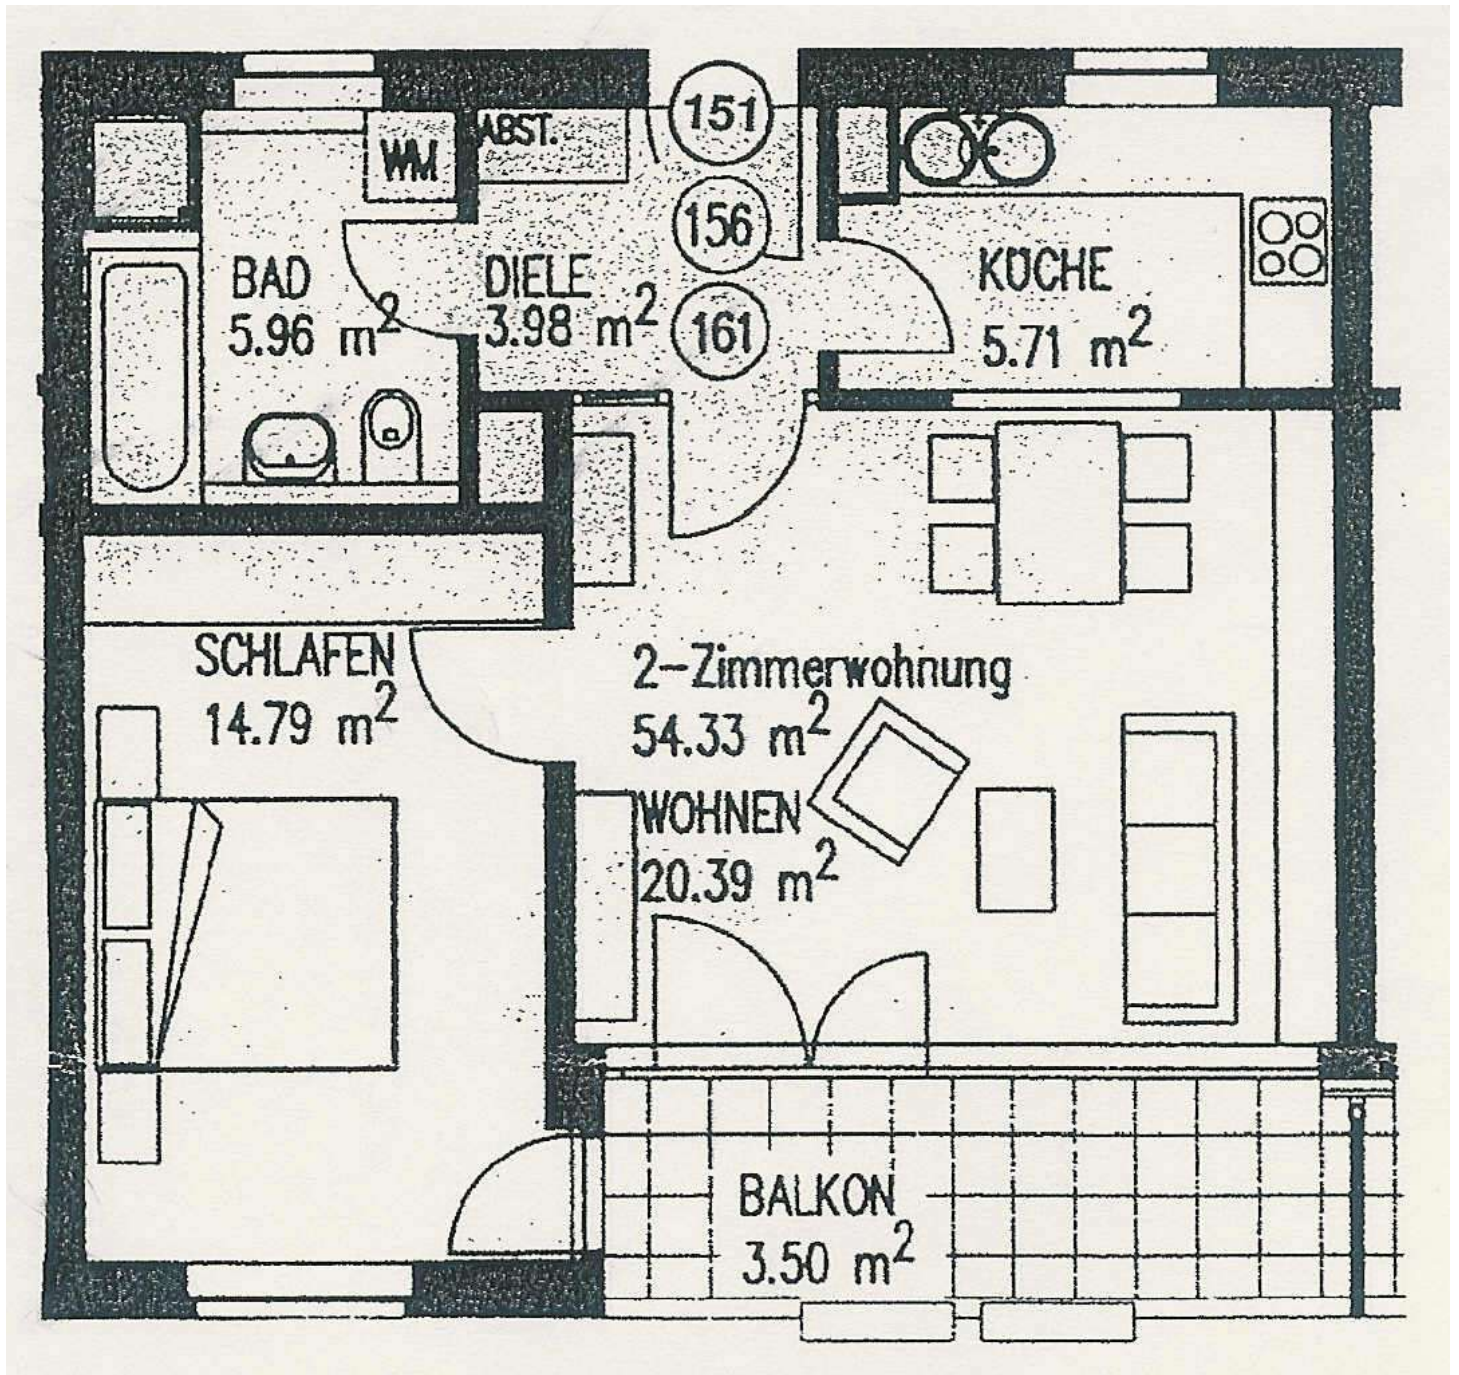 151
ABST.
WM
156
BAD
5.96 m²
DIELE
3.98 m²
161
KÜCHE
5.71 m²
SCHLAFEN
14.79 m²
2-Zimmerwohnung
54.33 m²
WOHNEN
20.39 m²
BALKON
3.50 m²